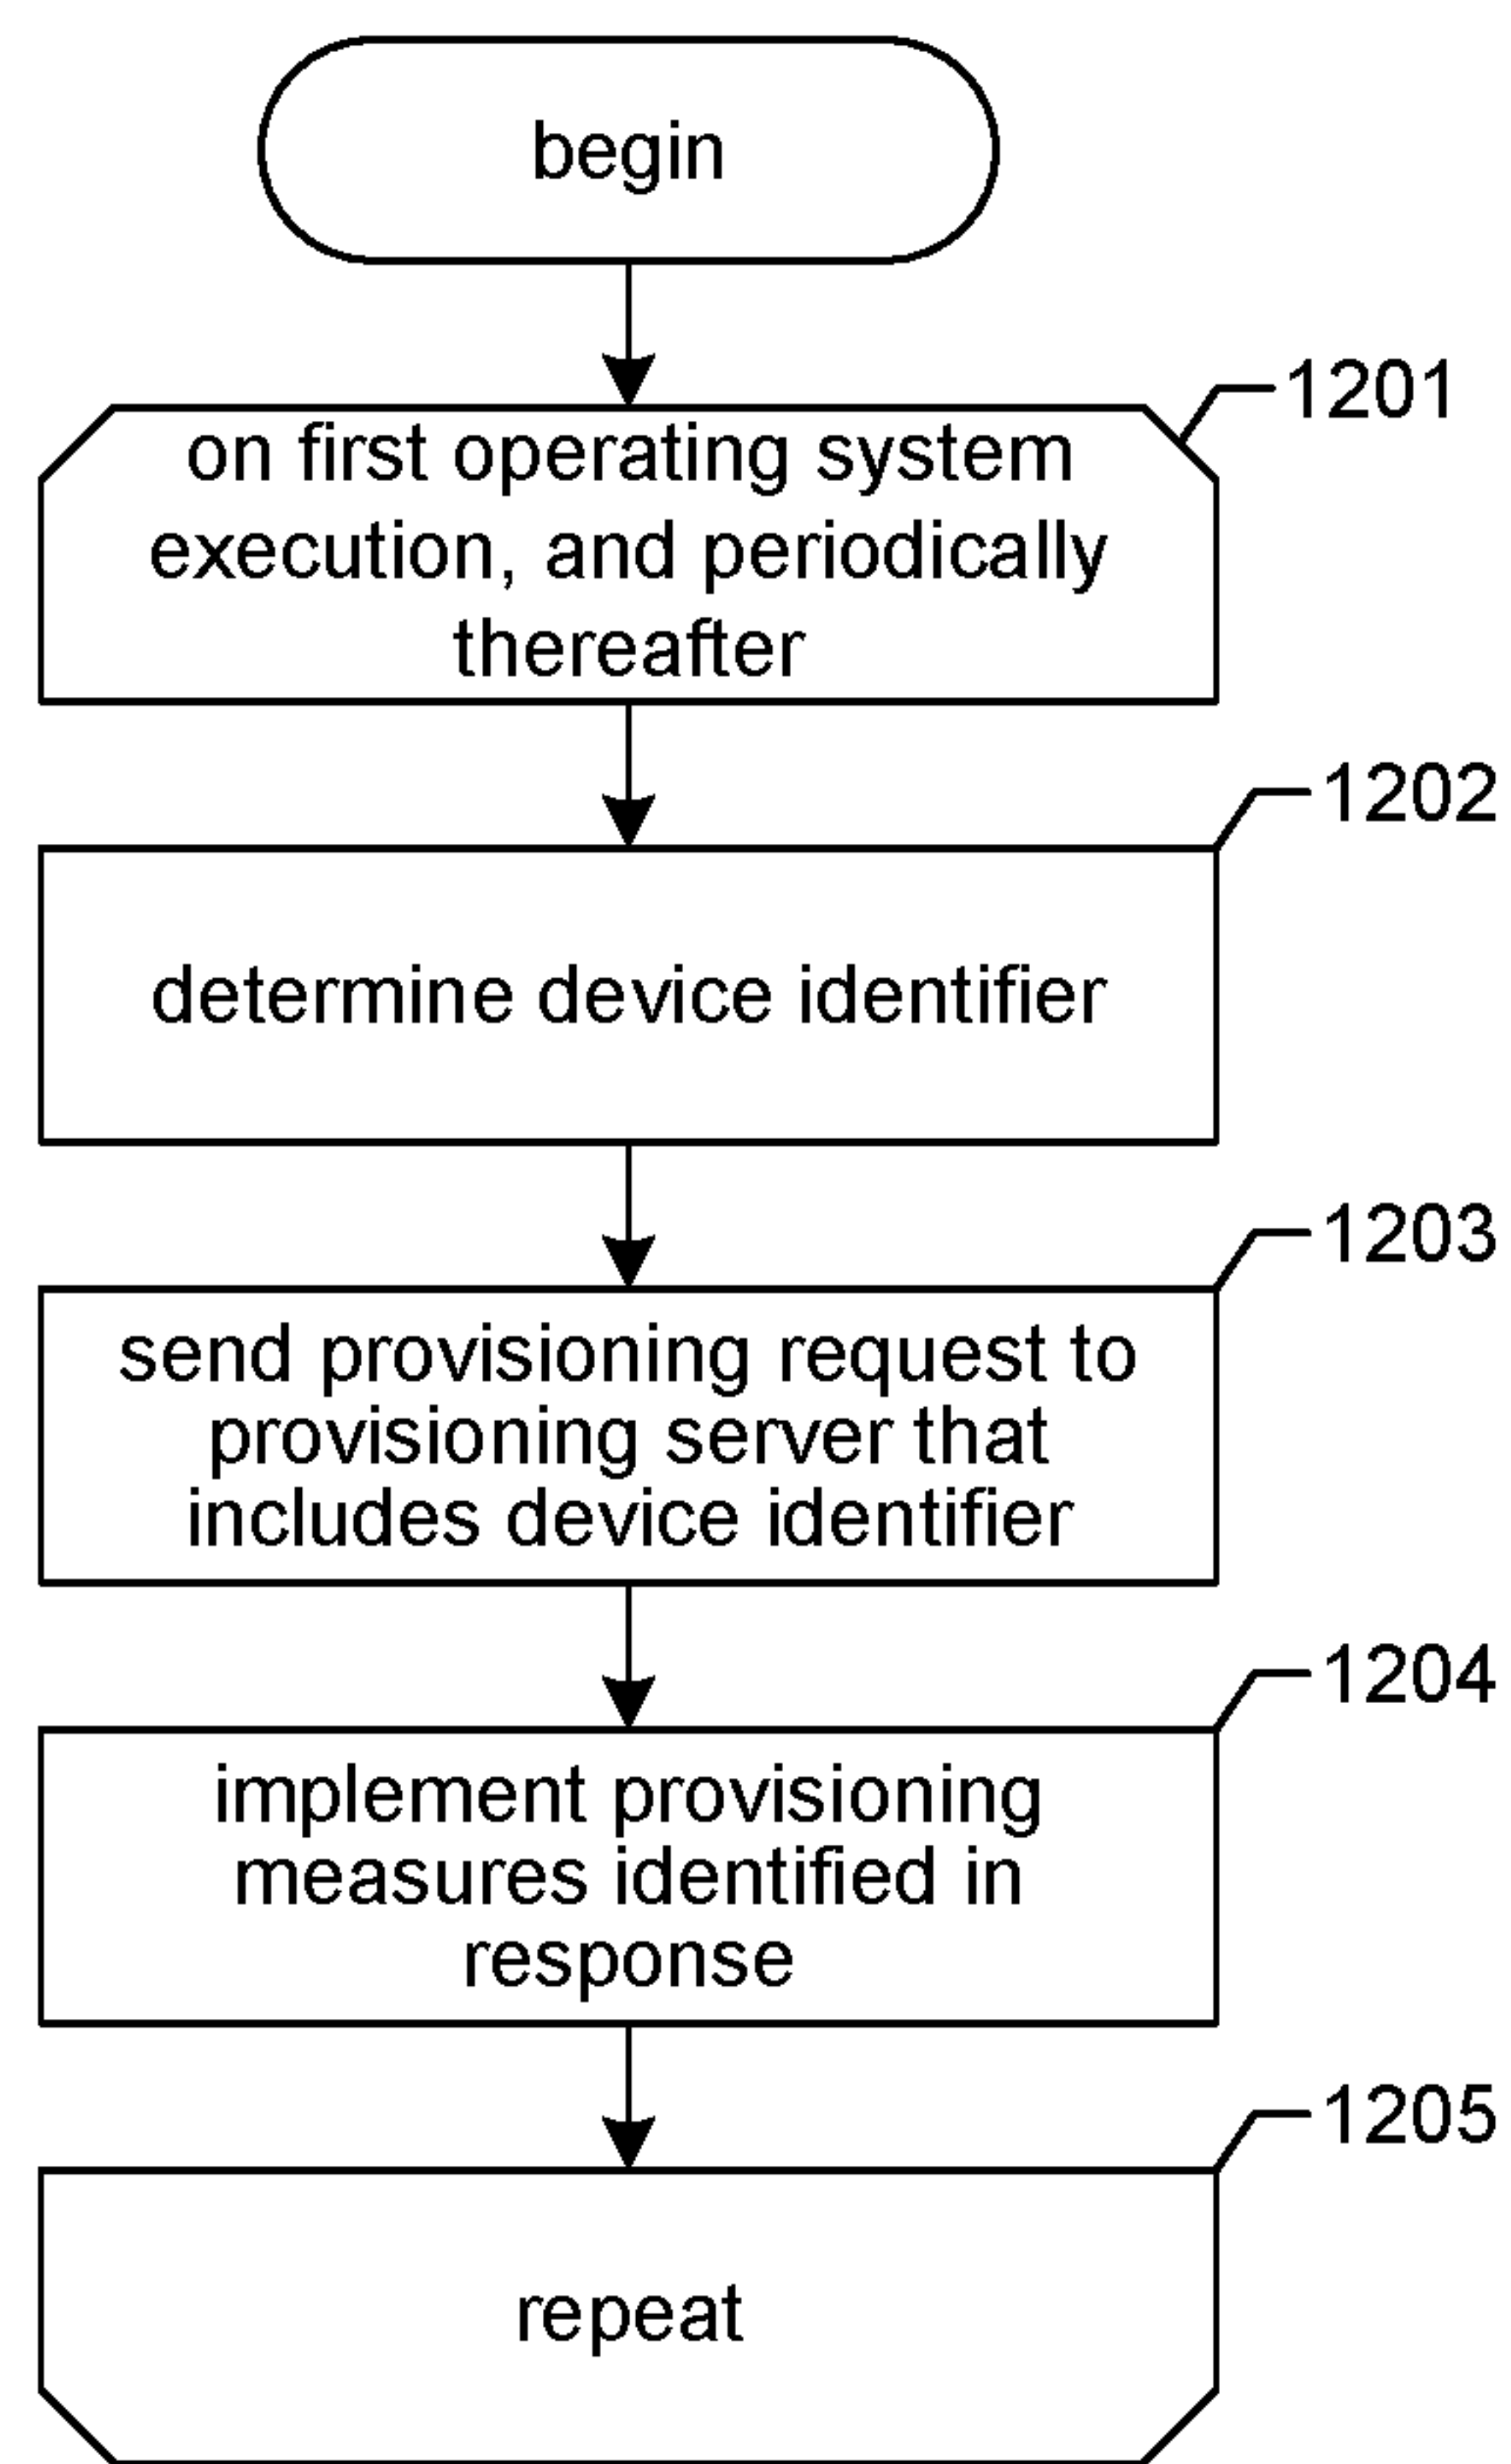 begin
1201
on first operating system
execution, and periodically
thereafter
1202
determine device identifier
1203
send provisioning request to
provisioning server that
includes device identifier
1204
implement provisioning
measures identified in
response
1205
repeat